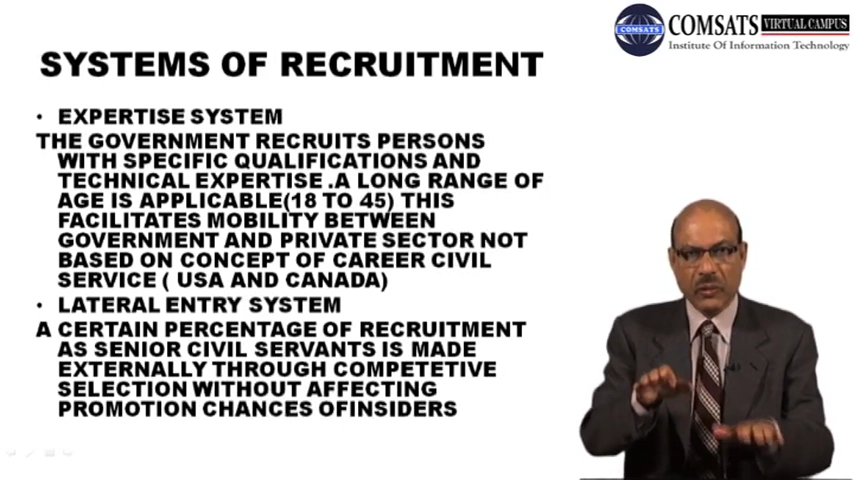 COMSATS VIRTUAL CAMPUS
Institute Of Information Technology
COMSATS
SYSTEMS OF RECRUITMENT
• EXPERTISE SYSTEM
THE GOVERNMENT RECRUITS PERSONS
WITH SPECIFIC QUALIFICATIONS AND
TECHNICAL EXPERTISE .A LONG RANGE OF
AGE IS APPLICABLE(18 TO 45) THIS
FACILITATES MOBILITY BETWEEN
GOVERNMENT AND PRIVATE SECTOR NOT
BASED ON CONCEPT OF CAREER CIVIL
SERVICE ( USA AND CANADA)
• LATERAL ENTRY SYSTEM
A CERTAIN PERCENTAGE OF RECRUITMENT
AS SENIOR CIVIL SERVANTS IS MADE
EXTERNALLY THROUGH COMPETETIVE
SELECTION WITHOUT AFFECTING
PROMOTION CHANCES OFINSIDERS